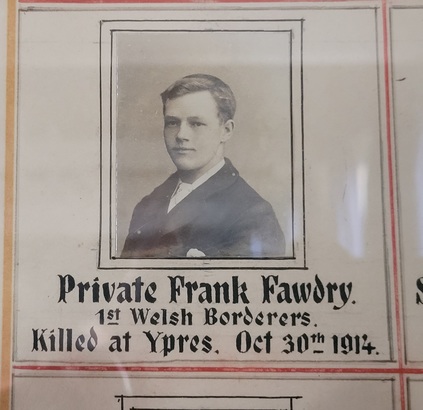 Private Frank Fawdry.
1st Welsh Borderers.
Killed at Ypres. Oct 30th 1914.